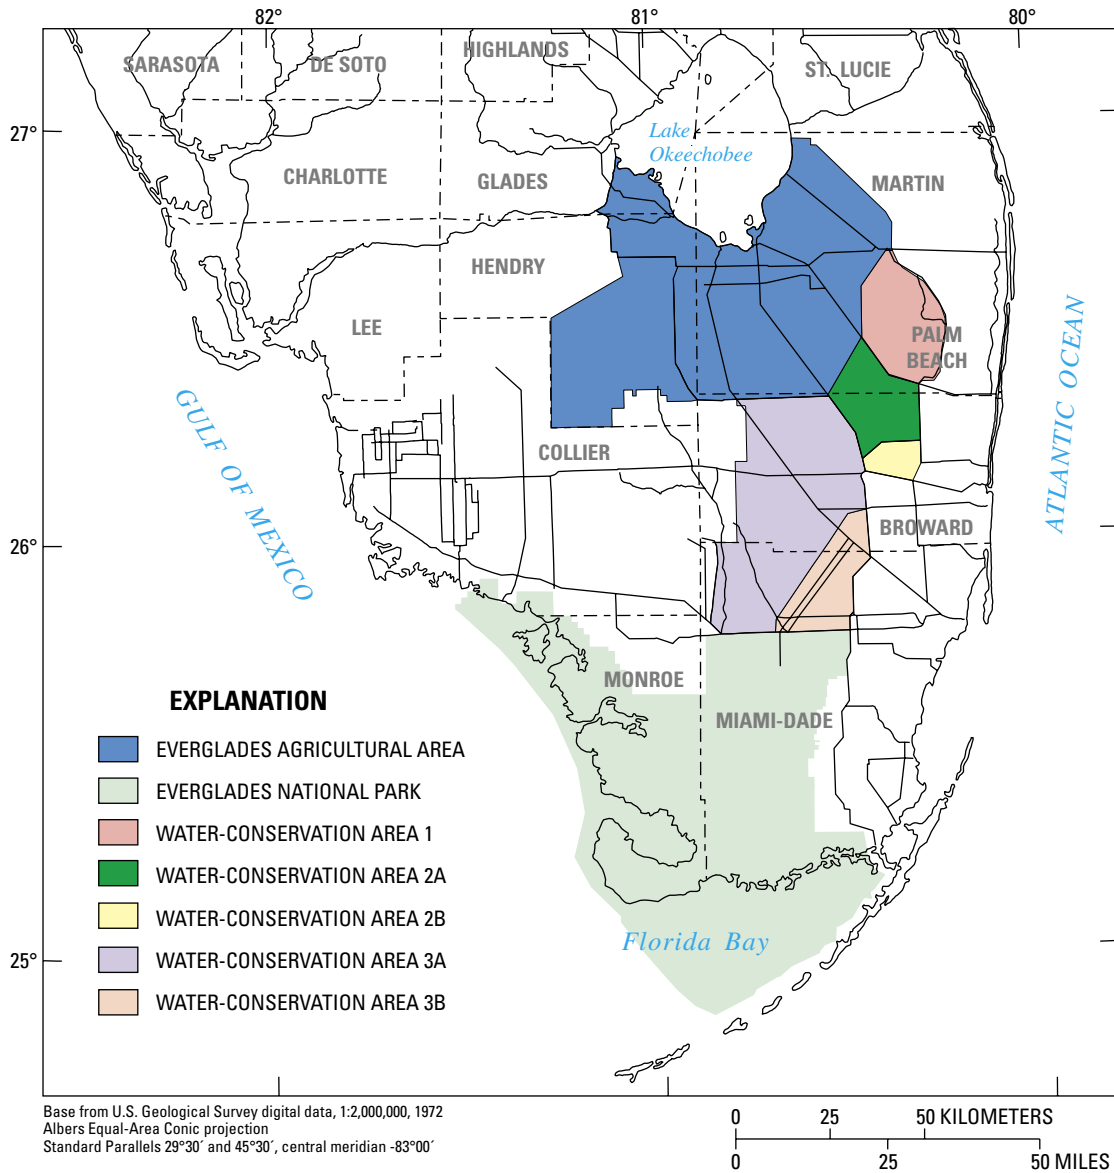 82°
81°
80°
HIGHLANDS
SARASOTA
DE SOTO
ST. LUCIE
27°
Lake
Okeechobee
CHARLOTTE
GLADES
MARTIN
HENDRY
LEE
PALM
BEACH
GULF OF MEXICO
ATLANTIC OCEAN
COLLIER
BROWARD
26°
MONROE
MIAMI-DADE
EXPLANATION
EVERGLADES AGRICULTURAL AREA
EVERGLADES NATIONAL PARK
WATER-CONSERVATION AREA 1
WATER-CONSERVATION AREA 2A
WATER-CONSERVATION AREA 2B
WATER-CONSERVATION AREA 3A
WATER-CONSERVATION AREA 3B
Florida Bay
25°
Base from U.S. Geological Survey digital data, 1:2,000,000, 1972
Albers Equal-Area Conic projection
Standard Parallels 29°30´ and 45°30´, central meridian -83°00´
0 25 50 KILOMETERS
0 25 50 MILES